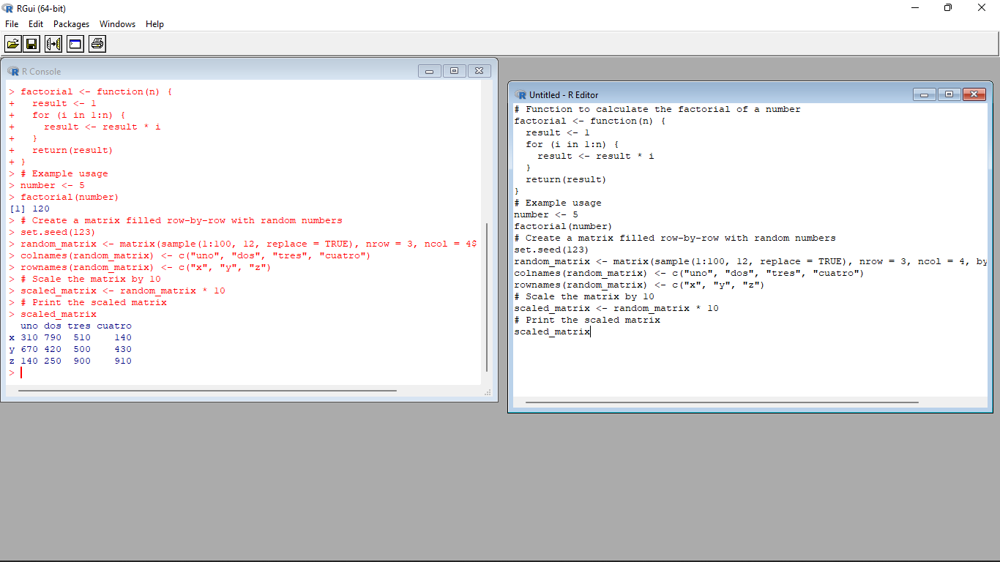 RGui (64-bit)
File Edit Packages Windows Help
R Console
> factorial <- function(n) {
+   result <- 1
+   for (i in 1:n) {
+     result <- result * i
+   }
+   return(result)
+ }
> # Example usage
> number <- 5
> factorial(number)
[1] 120
> # Create a matrix filled row-by-row with random numbers
> set.seed(123)
> random_matrix <- matrix(sample(1:100, 12, replace = TRUE), nrow = 3, ncol = 4$
> colnames(random_matrix) <- c("uno", "dos", "tres", "cuatro")
> rownames(random_matrix) <- c("x", "y", "z")
> # Scale the matrix by 10
> scaled_matrix <- random_matrix * 10
> # Print the scaled matrix
> scaled_matrix
  uno dos tres cuatro
x 310 790  510    140
y 670 420  500    430
z 140 250  900    910
>
Untitled - R Editor
# Function to calculate the factorial of a number
factorial <- function(n) {
  result <- 1
  for (i in 1:n) {
    result <- result * i
  }
  return(result)
}
# Example usage
number <- 5
factorial(number)
# Create a matrix filled row-by-row with random numbers
set.seed(123)
random_matrix <- matrix(sample(1:100, 12, replace = TRUE), nrow = 3, ncol = 4, by
colnames(random_matrix) <- c("uno", "dos", "tres", "cuatro")
rownames(random_matrix) <- c("x", "y", "z")
# Scale the matrix by 10
scaled_matrix <- random_matrix * 10
# Print the scaled matrix
scaled_matrix